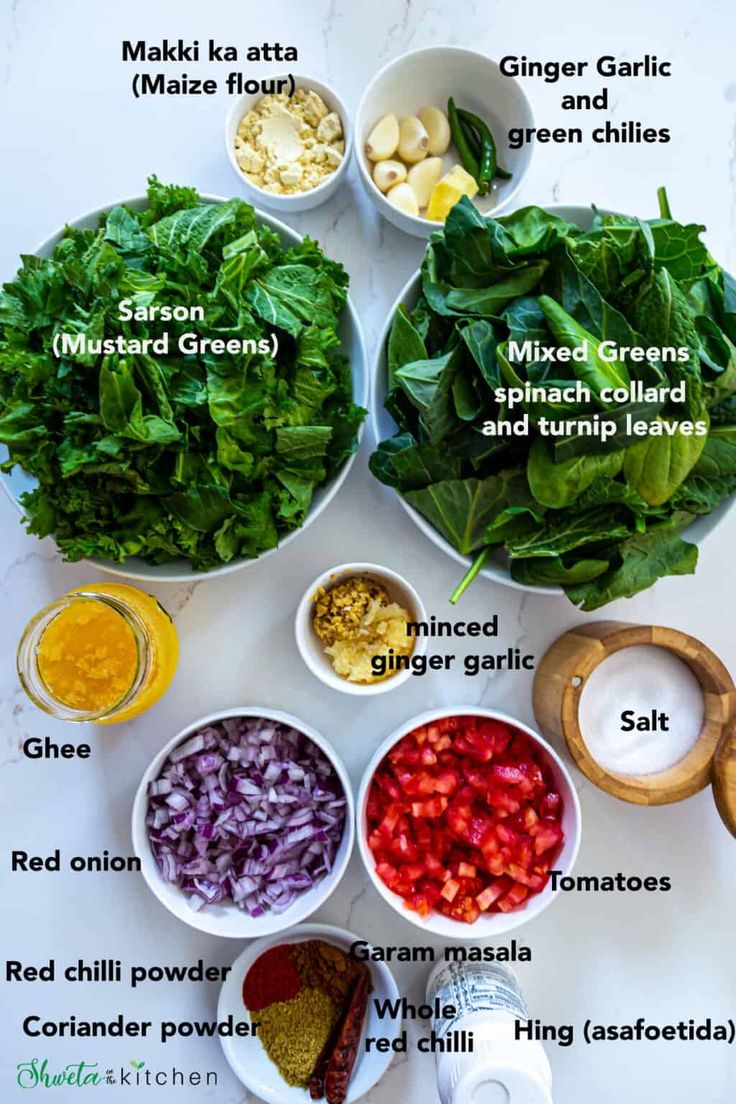 Makki ka atta
(Maize flour)
Ginger Garlic
and
green chilies
Sarson
(Mustard Greens)
Mixed Greens
spinach collard
and turnip leaves
minced
ginger garlic
Ghee
Salt
Red onion
Tomatoes
Garam masala
Red chilli powder
Whole
red chilli
Coriander powder
Hing (asafoetida)
Shweta in the kitchen